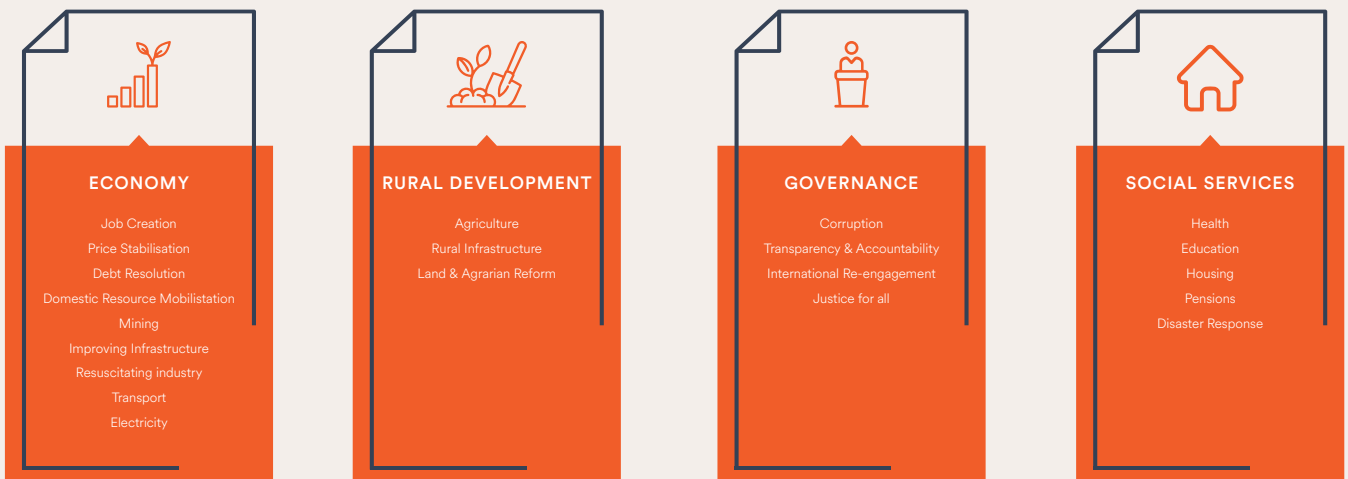 ECONOMY
Job Creation
Price Stabilisation
Debt Resolution
Domestic Resource Mobilistation
Mining
Improving Infrastructure
Resuscitating industry
Transport
Electricity
RURAL DEVELOPMENT
Agriculture
Rural Infrastructure
Land & Agrarian Reform
GOVERNANCE
Corruption
Transparency & Accountability
International Re-engagement
Justice for all
SOCIAL SERVICES
Health
Education
Housing
Pensions
Disaster Response